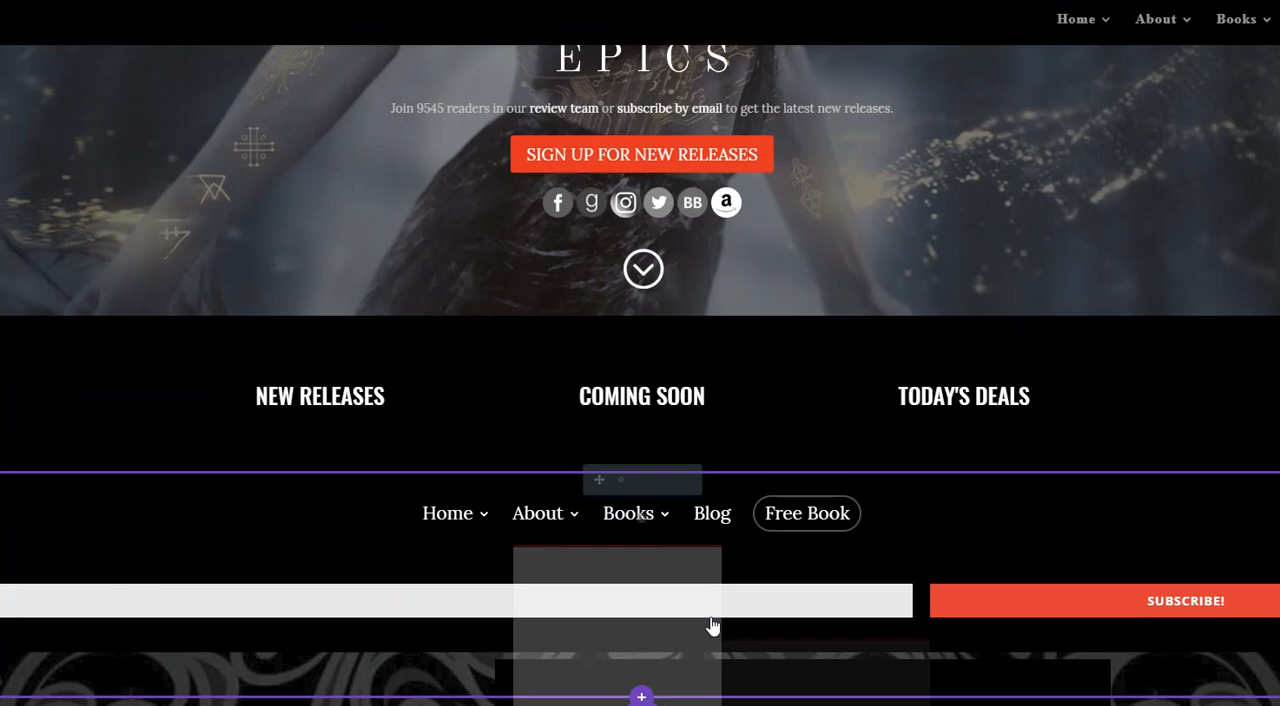 Home About Books
EPICS
Join 9545 readers in our review team or subscribe by email to get the latest new releases.
SIGN UP FOR NEW RELEASES
f g BB a
NEW RELEASES COMING SOON TODAY'S DEALS
Home About Books Blog Free Book
SUBSCRIBE!